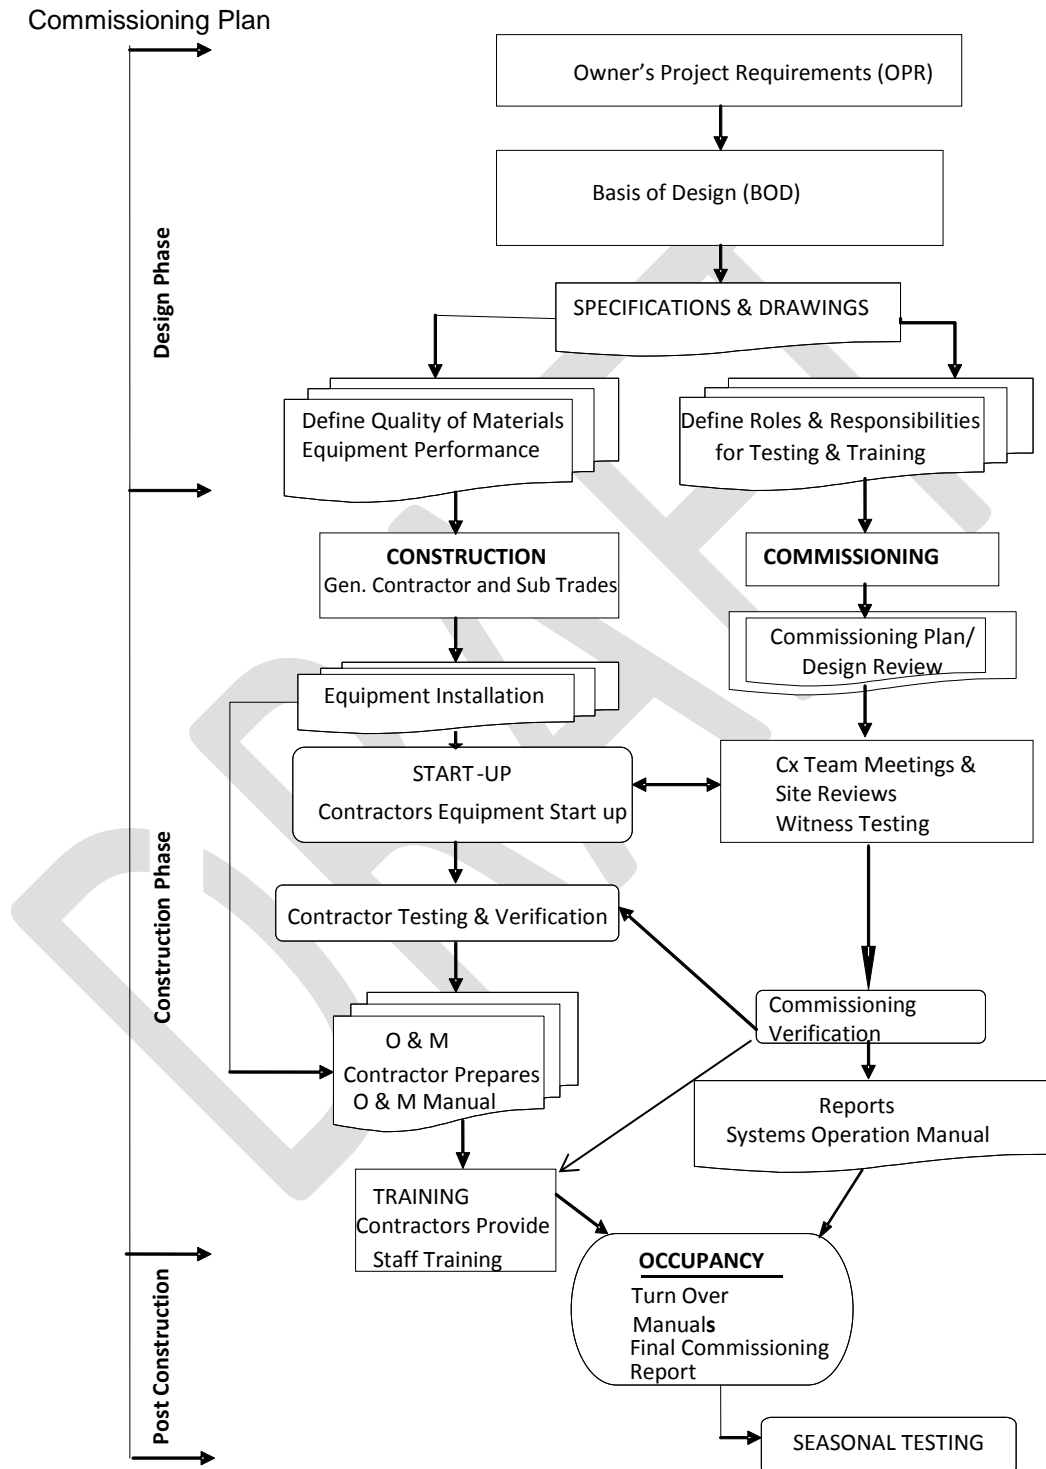 Commissioning Plan
Owner's Project Requirements (OPR)
Basis of Design (BOD)
Design Phase
SPECIFICATIONS & DRAWINGS
Define Quality of Materials
Equipment Performance
Define Roles & Responsibilities
for Testing & Training
CONSTRUCTION
Gen. Contractor and Sub Trades
COMMISSIONING
Commissioning Plan/
Design Review
Equipment Installation
START-UP
Contractors Equipment Start up
Cx Team Meetings &
Site Reviews
Witness Testing
Construction Phase
Contractor Testing & Verification
Commissioning
Verification
O & M
Contractor Prepares
O & M Manual
Reports
Systems Operation Manual
TRAINING
Contractors Provide
Staff Training
Post Construction
OCCUPANCY
Turn Over
Manuals
Final Commissioning
Report
SEASONAL TESTING
DRAFT